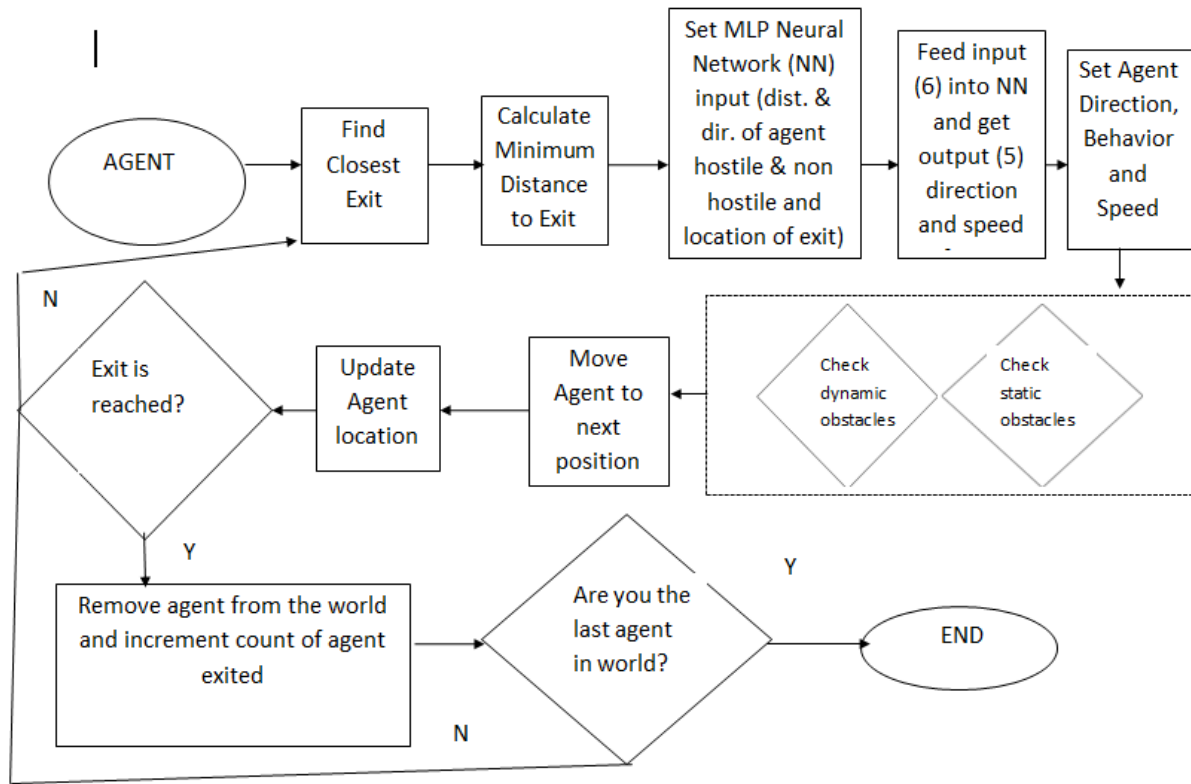 AGENT
Find
Closest
Exit
Calculate
Minimum
Distance
to Exit
Set MLP Neural
Network (NN)
input (dist. &
dir. of agent
hostile & non
hostile and
location of exit)
Feed input
(6) into NN
and get
output (5)
direction
and speed
Set Agent
Direction,
Behavior
and
Speed
Check
dynamic
obstacles
Check
static
obstacles
Move
Agent to
next
position
Update
Agent
location
Exit is
reached?
N
Y
Remove agent from the world
and increment count of agent
exited
Are you the
last agent
in world?
Y
N
END